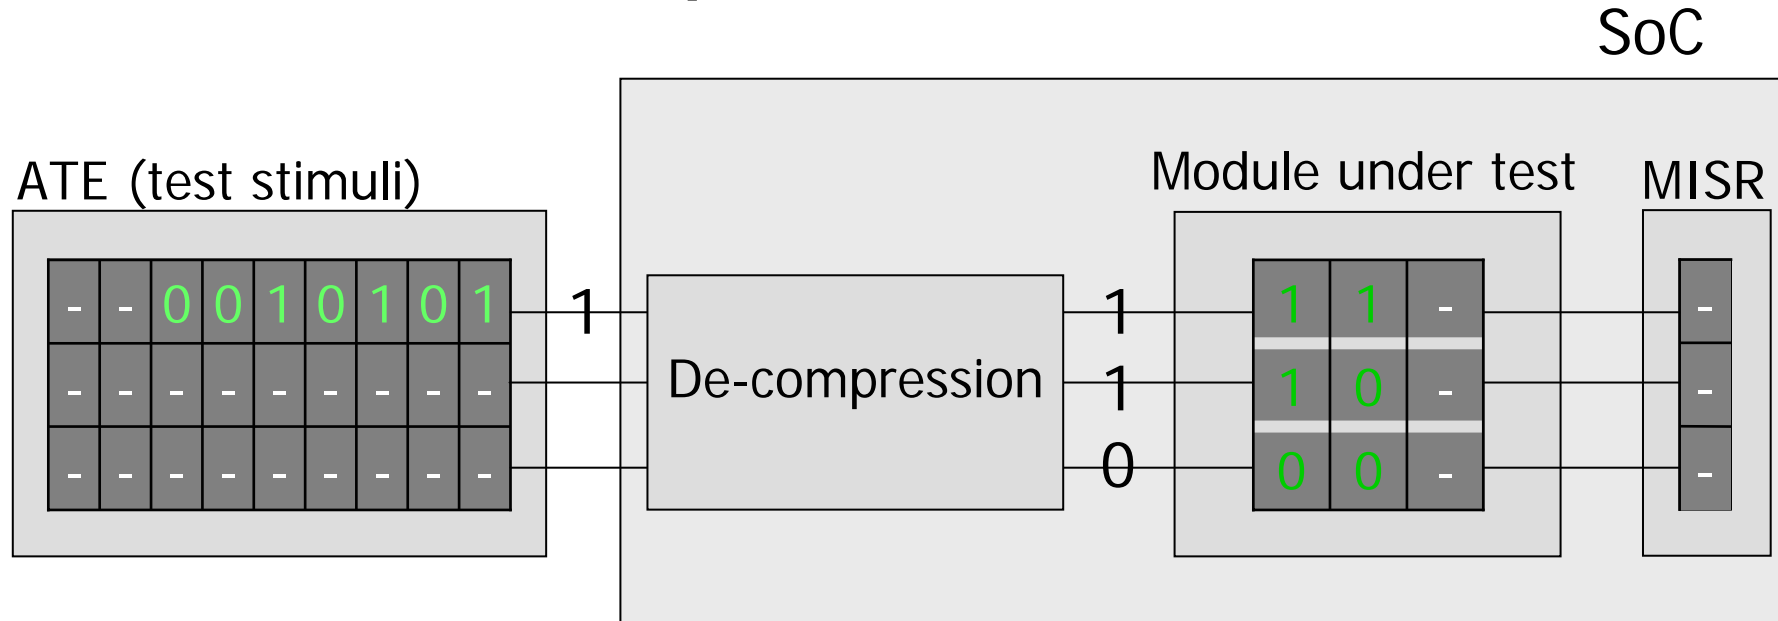 SoC
ATE (test stimuli)
Module under test
MISR
- - 0 0 1 0 1 0 1
1
1
1 1 -
-
- - - - - - - - -
De-compression
1
1 0 -
-
- - - - - - - - -
0
0 0 -
-